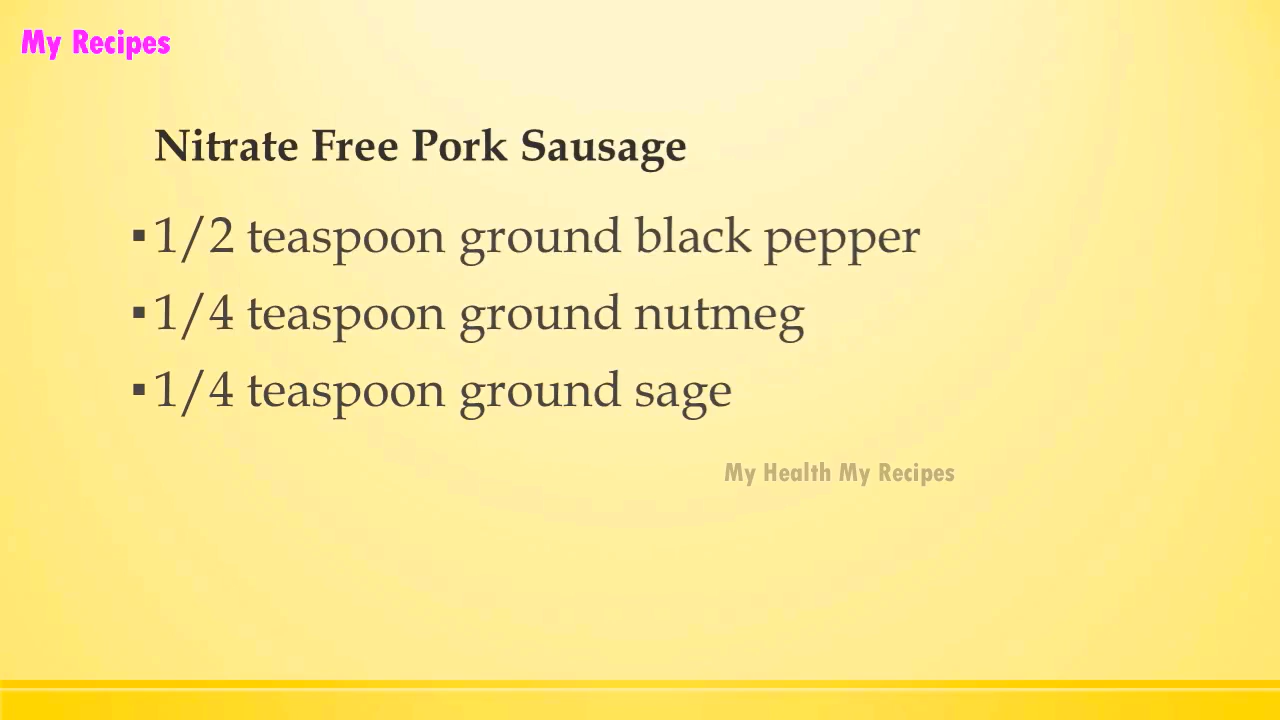 My Recipes
Nitrate Free Pork Sausage
▪1/2 teaspoon ground black pepper
▪1/4 teaspoon ground nutmeg
▪1/4 teaspoon ground sage
My Health My Recipes